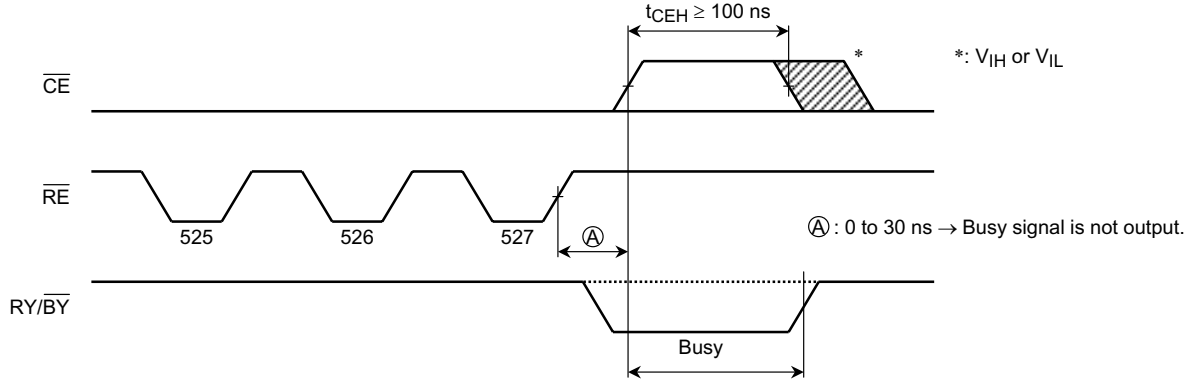 tCEH ≥ 100 ns
*
*: VIH or VIL
CE
RE
525
526
527
A
A : 0 to 30 ns → Busy signal is not output.
RY/BY
Busy